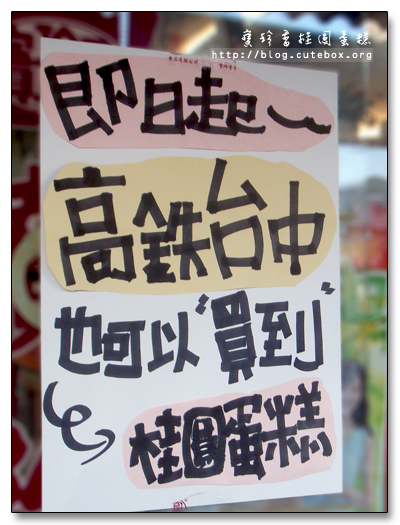 寶珍香桂圓蛋糕
http://blog.cutebox.org
即日起~
高鉄台中
也可以"買到"
桂圓蛋糕